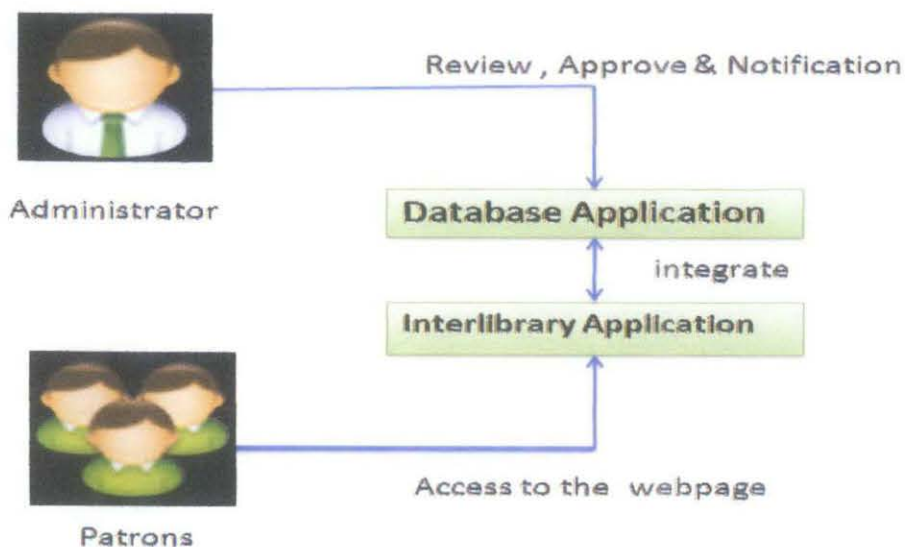 Review , Approve & Notification
Administrator
Database Application
integrate
Interlibrary Application
Access to the webpage
Patrons